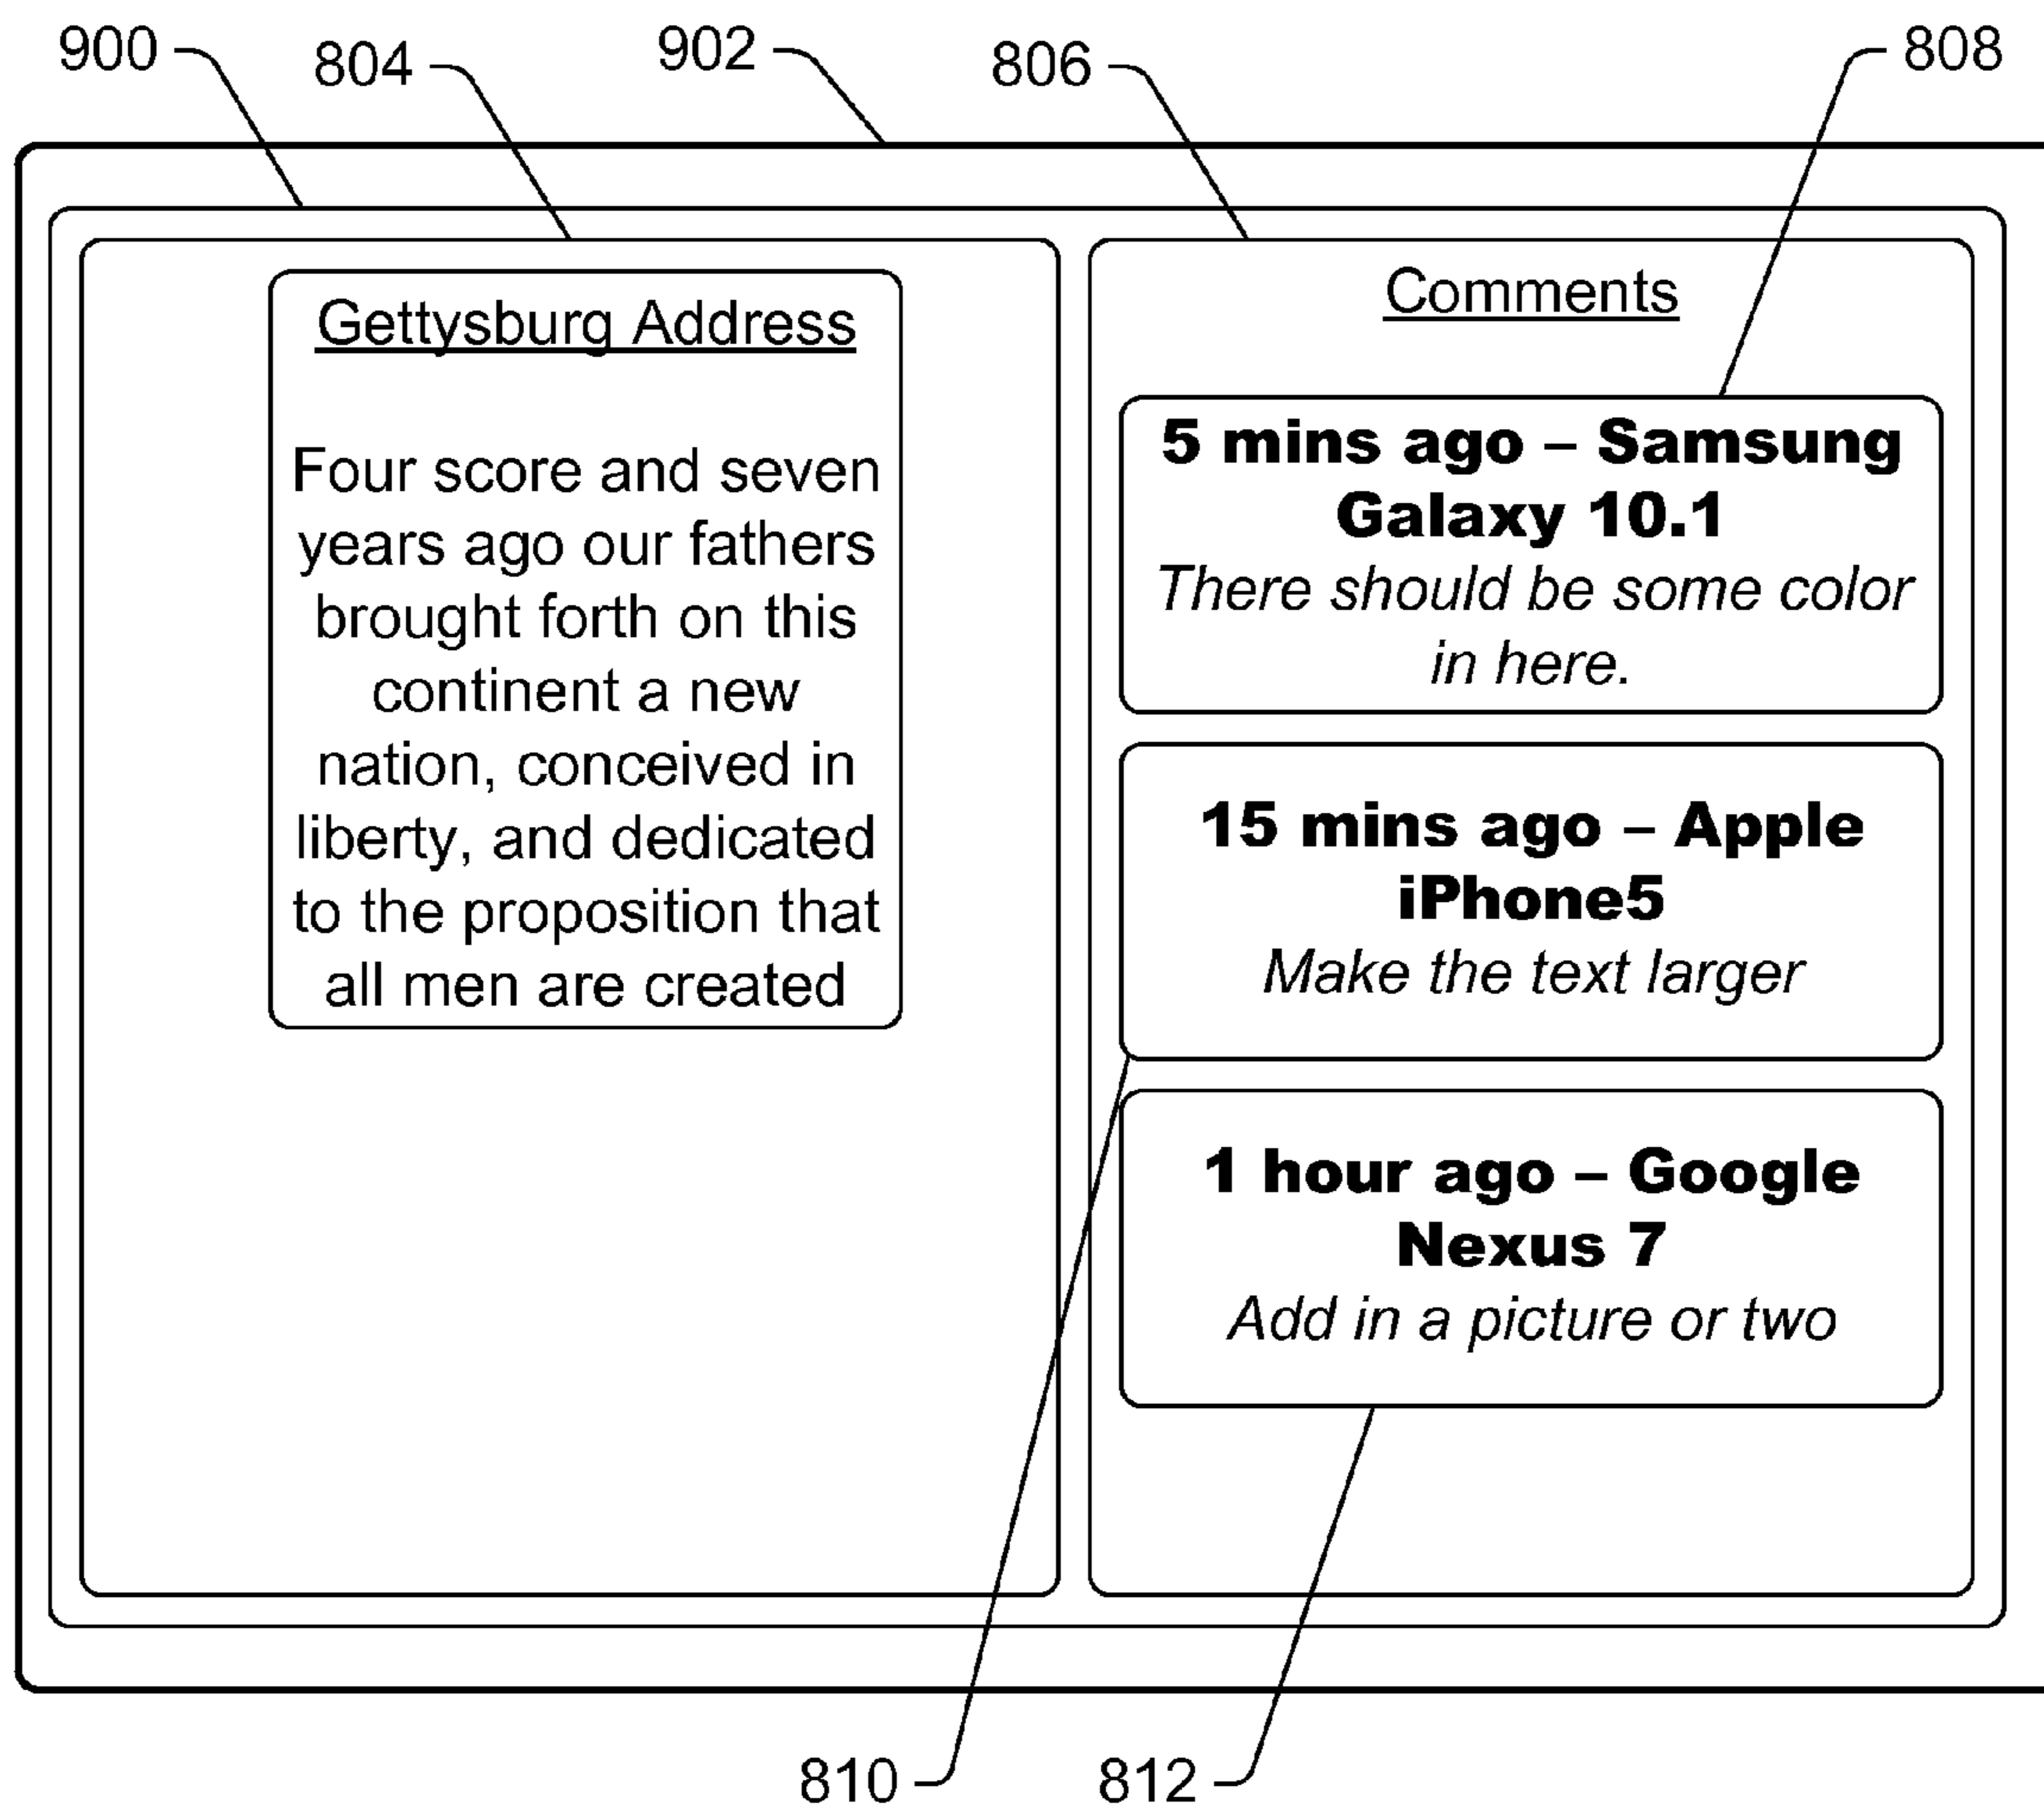 900
804
902
806
808
Gettysburg Address
Four score and seven
years ago our fathers
brought forth on this
continent a new
nation, conceived in
liberty, and dedicated
to the proposition that
all men are created
Comments
5 mins ago – Samsung
Galaxy 10.1
There should be some color
in here.
15 mins ago – Apple
iPhone5
Make the text larger
1 hour ago – Google
Nexus 7
Add in a picture or two
810
812